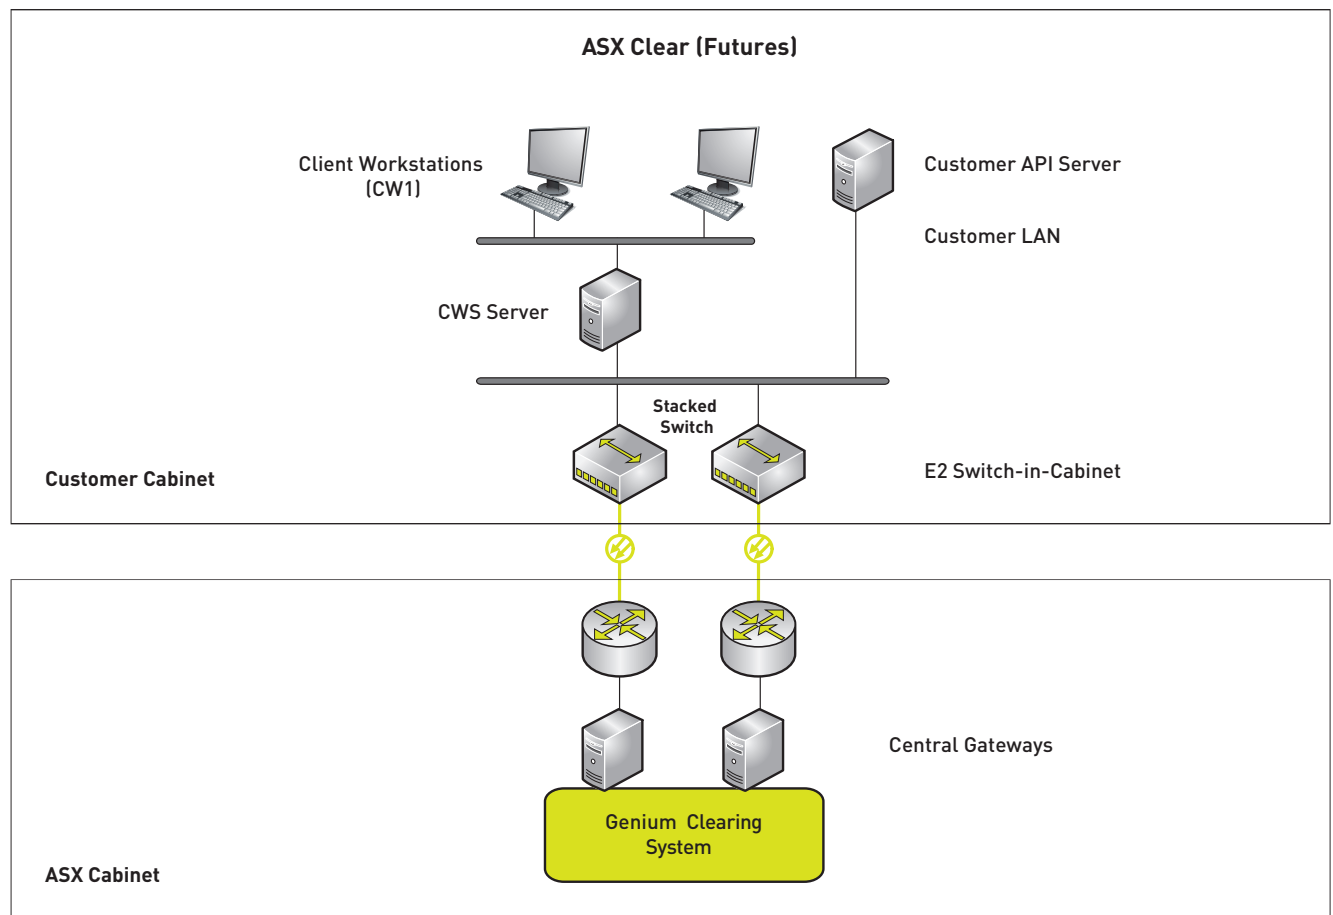 ASX Clear (Futures)
Client Workstations
(CW1)
Customer API Server
Customer LAN
CWS Server
Stacked
Switch
E2 Switch-in-Cabinet
Customer Cabinet
Central Gateways
Genium Clearing
System
ASX Cabinet